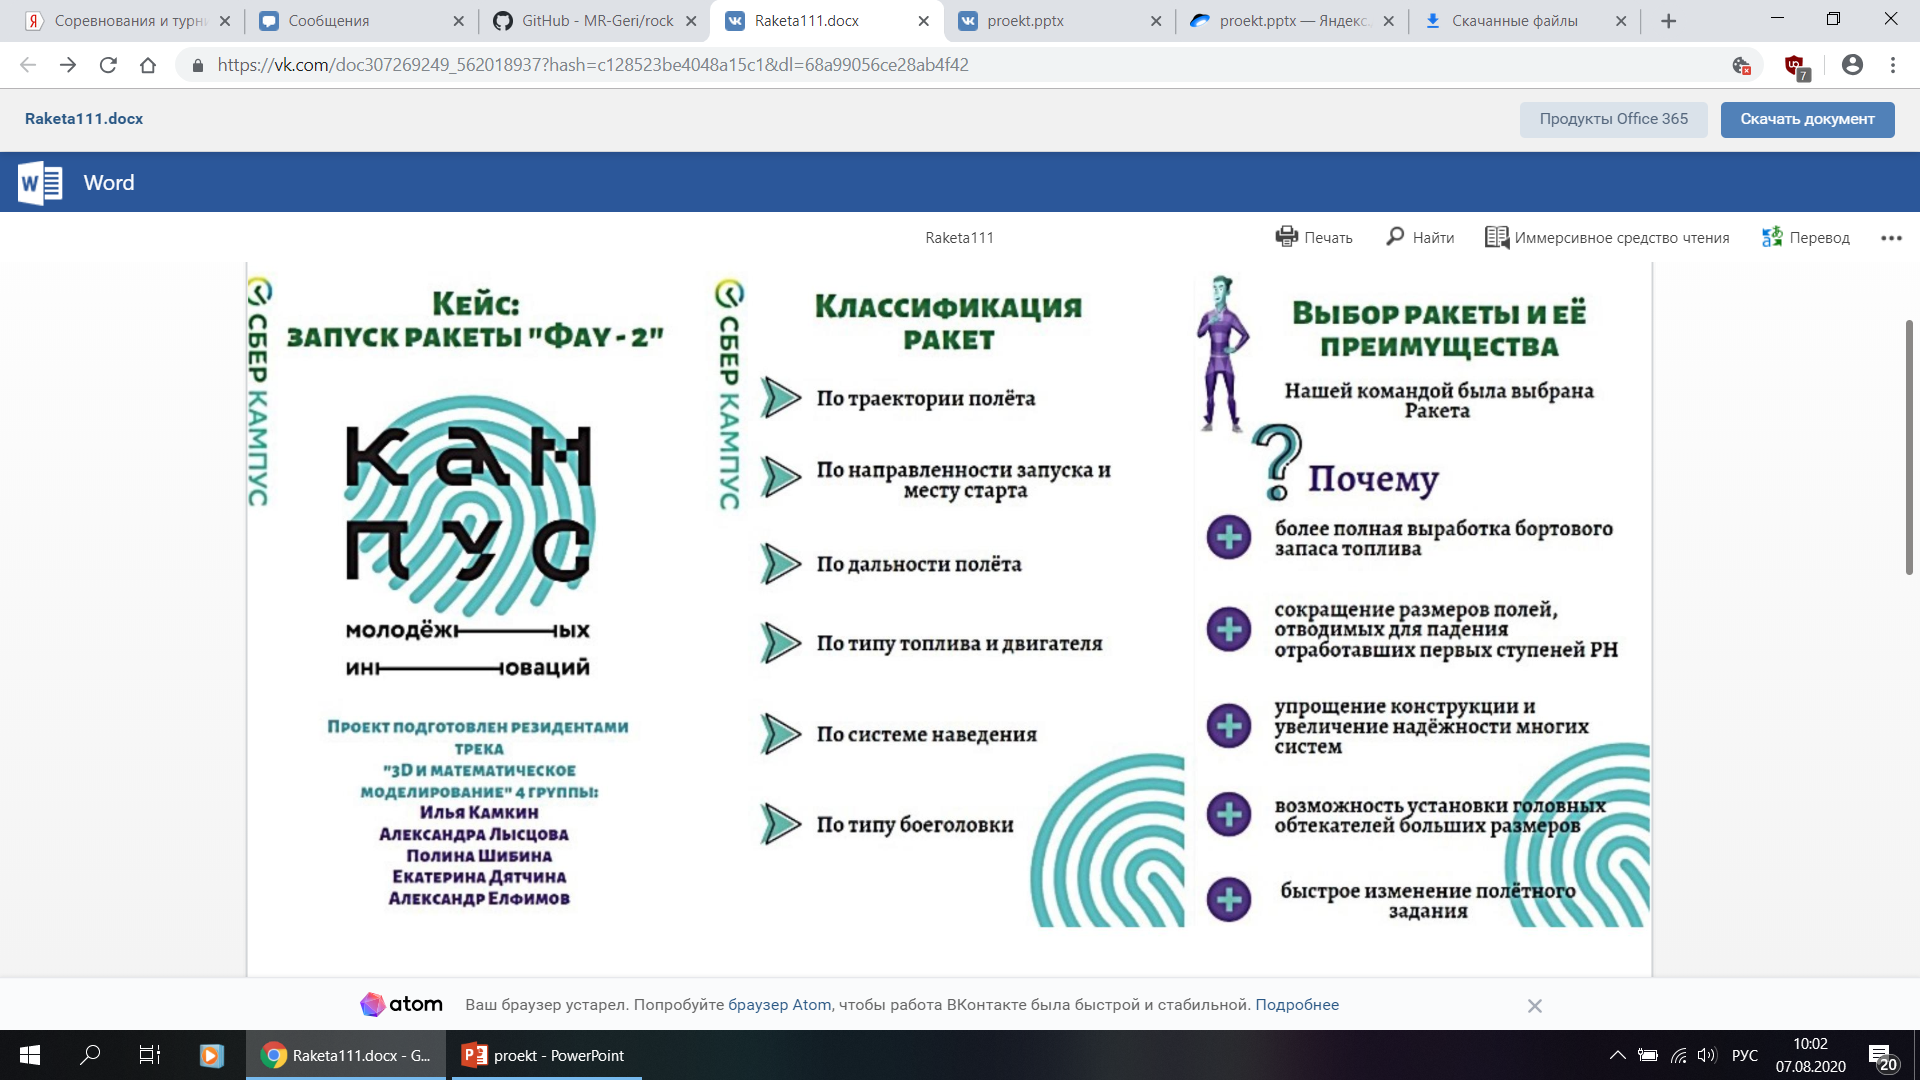 Соревнования и турни
Сообщения
GitHub - MR-Geri/rock
Raketa111.docx
proekt.pptx
proekt.pptx — Яндекс.
Скачанные файлы
https://vk.com/doc307269249_562018937?hash=c128523be4048a15c1&dl=68a99056ce28ab4f42
7
Raketa111.docx
Продукты Office 365
Скачать документ
W
Word
Raketa111
Печать
Найти
Иммерсивное средство чтения
Перевод
СБЕР КАМПУС
Кейс:
запуск ракеты "Фау - 2"
КАМ
ПУС
молодёжных
инноваций
Проект подготовлен резидентами
трека
"3D и математическое
моделирование" 4 группы:
Илья Камкин
Александра Лысцова
Полина Шибина
Екатерина Дятчина
Александр Елфимов
СБЕР КАМПУС
Классификация
ракет
По траектории полёта
По направленности запуска и
месту старта
По дальности полёта
По типу топлива и двигателя
По системе наведения
По типу боеголовки
Выбор ракеты и её
преимущества
Нашей командой была выбрана
Ракета
? Почему
более полная выработка бортового
запаса топлива
сокращение размеров полей,
отводимых для падения
отработавших первых ступеней РН
упрощение конструкции и
увеличение надёжности многих
систем
возможность установки головных
обтекателей больших размеров
быстрое изменение полётного
задания
atom
Ваш браузер устарел. Попробуйте браузер Atom, чтобы работа ВКонтакте была быстрой и стабильной. Подробнее
Raketa111.docx - G...
proekt - PowerPoint
РУС
10:02
07.08.2020
20